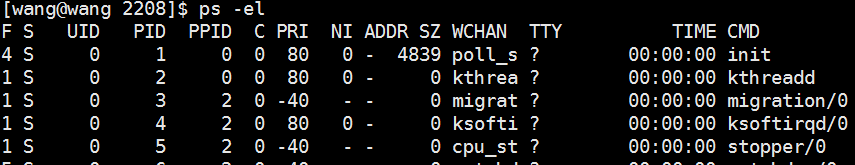 [wang@wang 2208]$ ps -el
F S   UID   PID  PPID  C PRI  NI ADDR SZ WCHAN  TTY          TIME CMD
4 S     0     1     0  0  80   0 -  4839 poll_s ?        00:00:00 init
1 S     0     2     0  0  80   0 -     0 kthrea ?        00:00:00 kthreadd
1 S     0     3     2  0 -40   - -     0 migrat ?        00:00:00 migration/0
1 S     0     4     2  0  80   0 -     0 ksofti ?        00:00:00 ksoftirqd/0
1 S     0     5     2  0 -40   - -     0 cpu_st ?        00:00:00 stopper/0